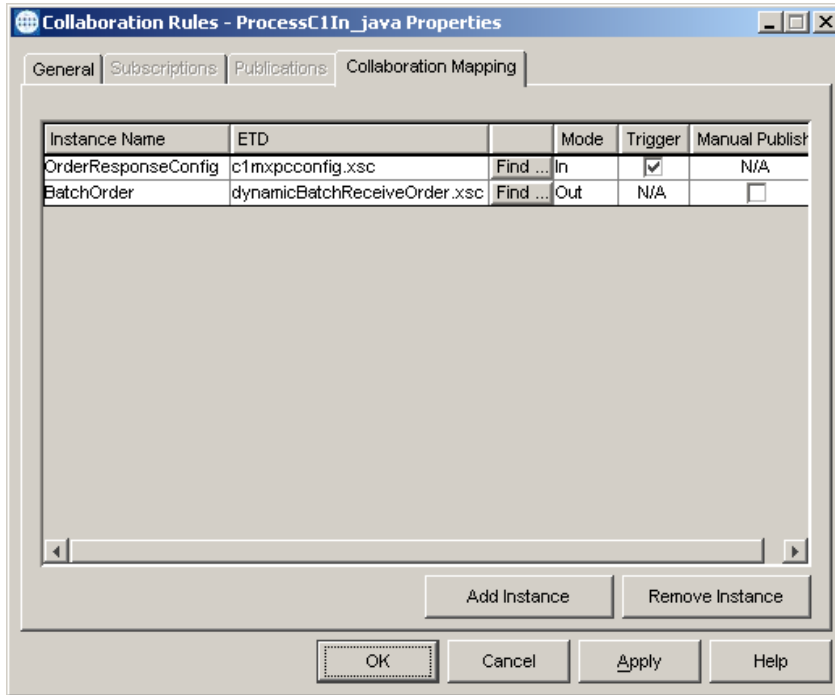 Collaboration Rules - ProcessC1In_java Properties
General Subscriptions Publications Collaboration Mapping
Instance Name ETD Mode Trigger Manual Publish
OrderResponseConfig c1mxpcconfig.xsc Find ... In N/A
BatchOrder dynamicBatchReceiveOrder.xsc Find ... Out N/A
Add Instance Remove Instance
OK Cancel Apply Help